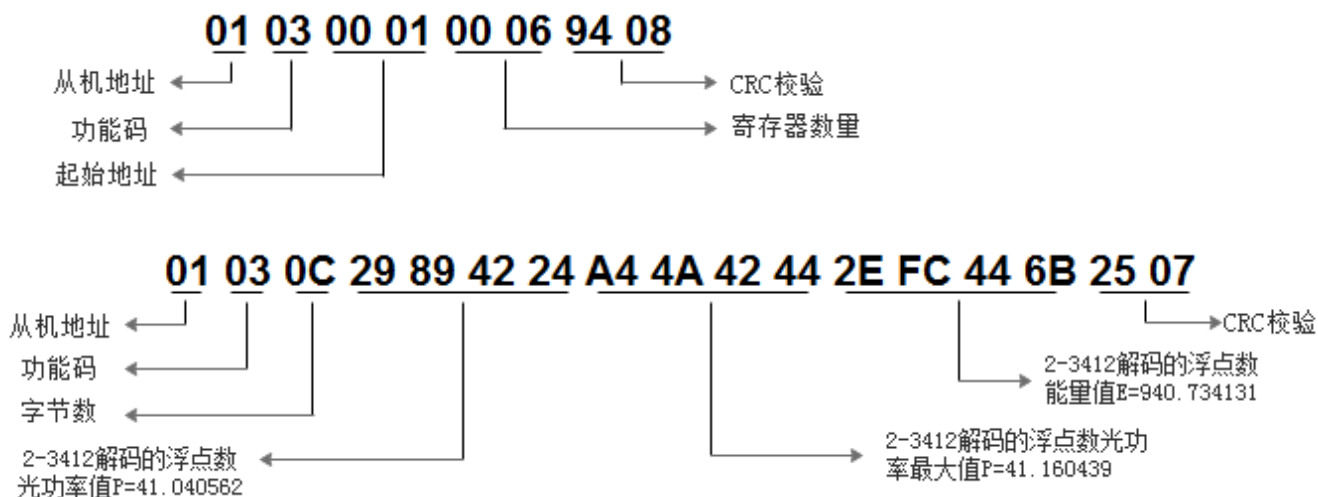 01 03 00 01 00 06 94 08
从机地址
CRC校验
功能码
寄存器数量
起始地址
01 03 0C 29 89 42 24 A4 4A 42 44 2E FC 44 6B 25 07
从机地址
CRC校验
功能码
2-3412解码的浮点数
能量值E=940.734131
字节数
2-3412解码的浮点数光功
率最大值P=41.160439
2-3412解码的浮点数
光功率值P=41.040562